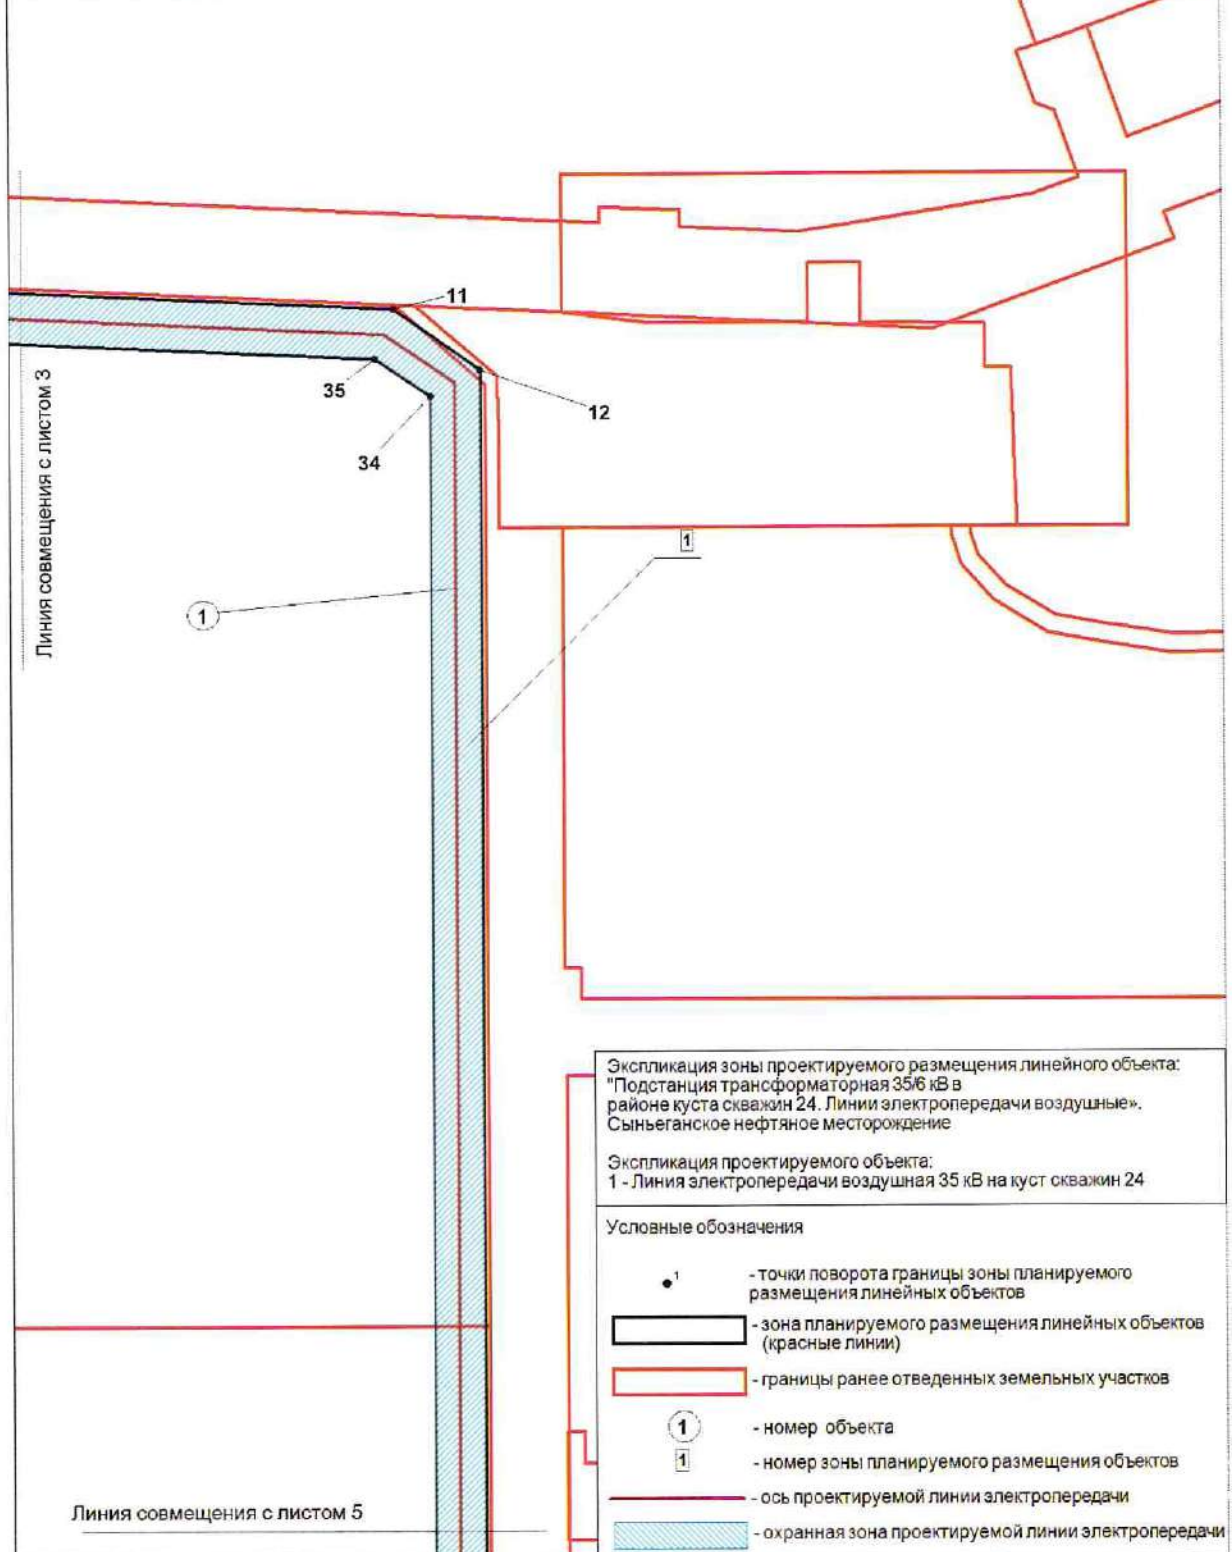 11
35
12
34
Линия совмещения с листом 3
1
1
Экспликация зоны проектируемого размещения линейного объекта:
"Подстанция трансформаторная 35/6 кВ в
районе куста скважин 24. Линии электропередачи воздушные».
Сыньеганское нефтяное месторождение
Экспликация проектируемого объекта:
1 - Линия электропередачи воздушная 35 кВ на куст скважин 24
Условные обозначения
1
- точки поворота границы зоны планируемого
размещения линейных объектов
- зона планируемого размещения линейных объектов
(красные линии)
- границы ранее отведенных земельных участков
1
- номер объекта
1
- номер зоны планируемого размещения объектов
- ось проектируемой линии электропередачи
- охранная зона проектируемой линии электропередачи
Линия совмещения с листом 5